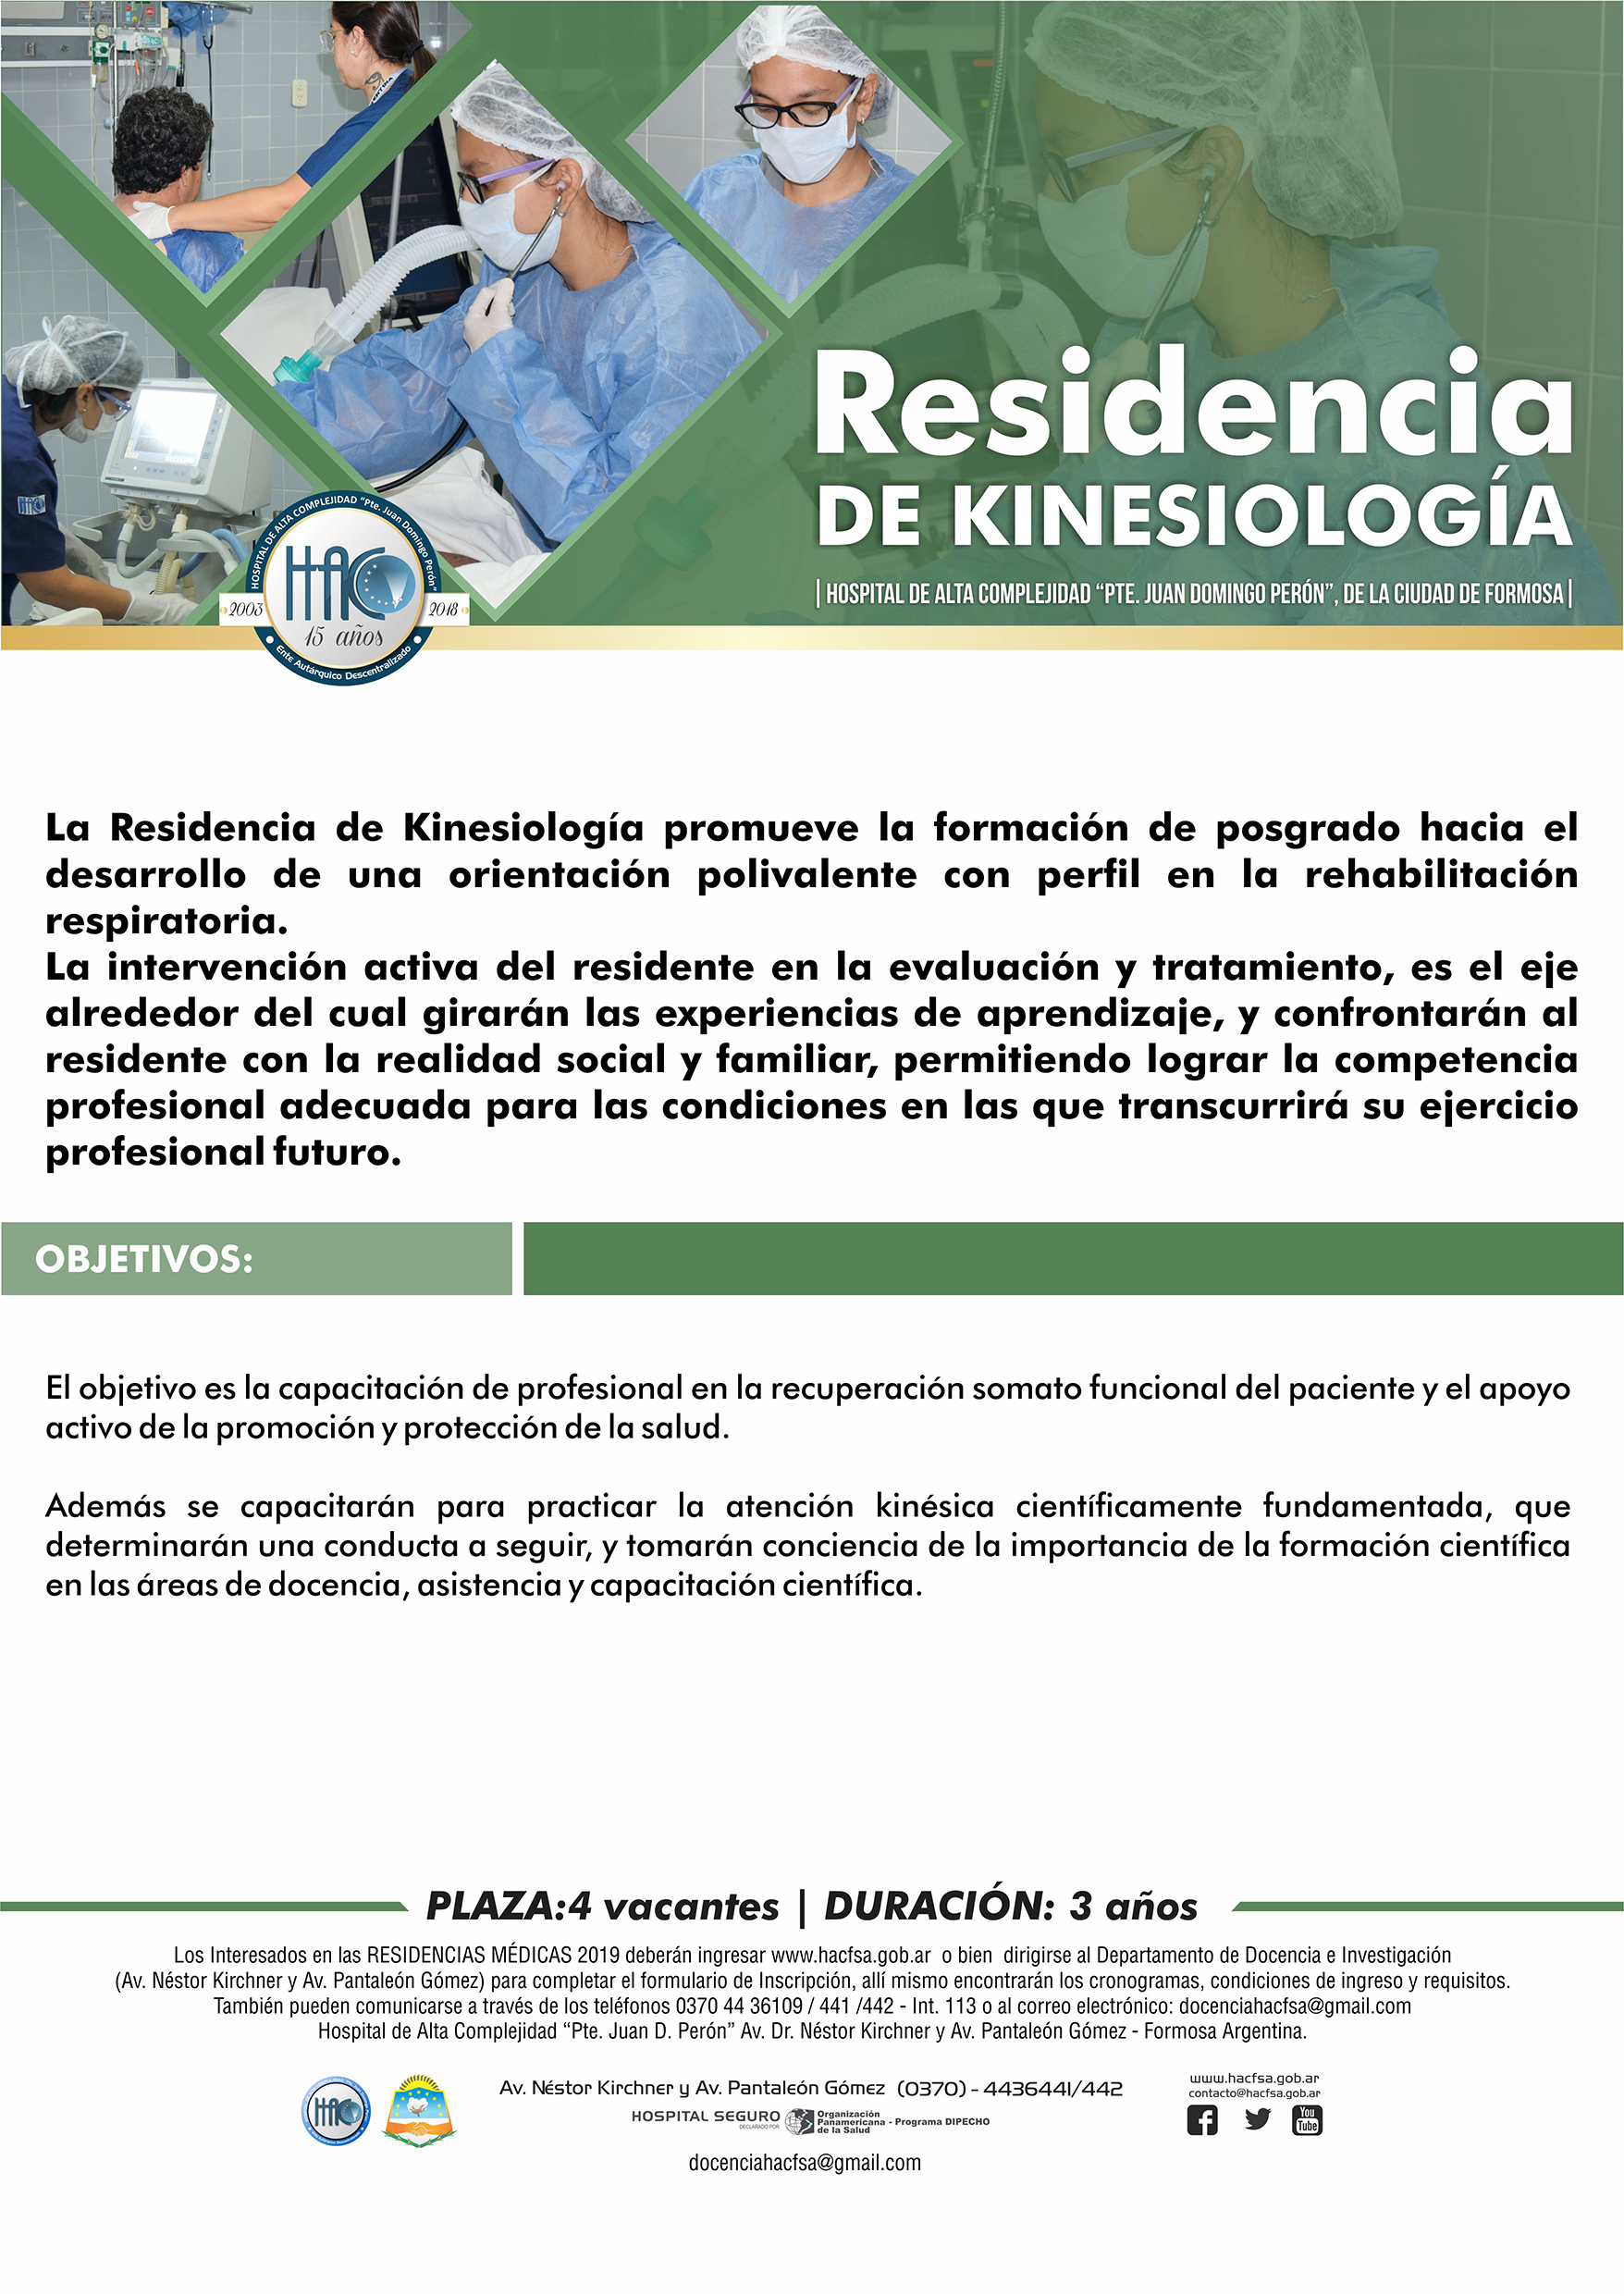 Residencia
DE KINESIOLOGÍA
| HOSPITAL DE ALTA COMPLEJIDAD “PTE. JUAN DOMINGO PERÓN”, DE LA CIUDAD DE FORMOSA |
HOSPITAL DE ALTA COMPLEJIDAD “Pte. Juan Domingo Perón”
HAC
2003 2018
15 años
Ente Autárquico Descentralizado
La Residencia de Kinesiología promueve la formación de posgrado hacia el
desarrollo de una orientación polivalente con perfil en la rehabilitación
respiratoria.
La intervención activa del residente en la evaluación y tratamiento, es el eje
alrededor del cual girarán las experiencias de aprendizaje, y confrontarán al
residente con la realidad social y familiar, permitiendo lograr la competencia
profesional adecuada para las condiciones en las que transcurrirá su ejercicio
profesional futuro.
OBJETIVOS:
El objetivo es la capacitación de profesional en la recuperación somato funcional del paciente y el apoyo
activo de la promoción y protección de la salud.
Además se capacitarán para practicar la atención kinésica científicamente fundamentada, que
determinarán una conducta a seguir, y tomarán conciencia de la importancia de la formación científica
en las áreas de docencia, asistencia y capacitación científica.
PLAZA:4 vacantes | DURACIÓN: 3 años
Los Interesados en las RESIDENCIAS MÉDICAS 2019 deberán ingresar www.hacfsa.gob.ar o bien dirigirse al Departamento de Docencia e Investigación
(Av. Néstor Kirchner y Av. Pantaleón Gómez) para completar el formulario de Inscripción, allí mismo encontrarán los cronogramas, condiciones de ingreso y requisitos.
También pueden comunicarse a través de los teléfonos 0370 44 36109 / 441 /442 - Int. 113 o al correo electrónico: docenciahacfsa@gmail.com
Hospital de Alta Complejidad “Pte. Juan D. Perón” Av. Dr. Néstor Kirchner y Av. Pantaleón Gómez - Formosa Argentina.
HAC
Av. Néstor Kirchner y Av. Pantaleón Gómez (0370) - 4436441/442
HOSPITAL SEGURO
DECLARADO POR
Organización
Panamericana - Programa DIPECHO
de la Salud
www.hacfsa.gob.ar
contacto@hacfsa.gob.ar
You
Tube
docenciahacfsa@gmail.com